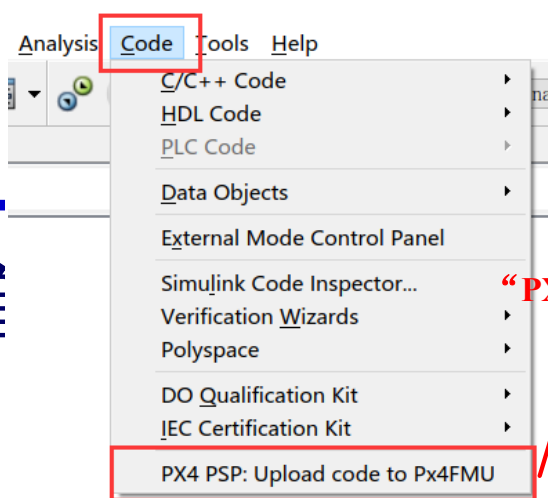 Analysis Code Tools Help
C/C++ Code
HDL Code
PLC Code
Data Objects
External Mode Control Panel
Simulink Code Inspector...
“PX
Verification Wizards
Polyspace
DO Qualification Kit
IEC Certification Kit
PX4 PSP: Upload code to Px4FMU